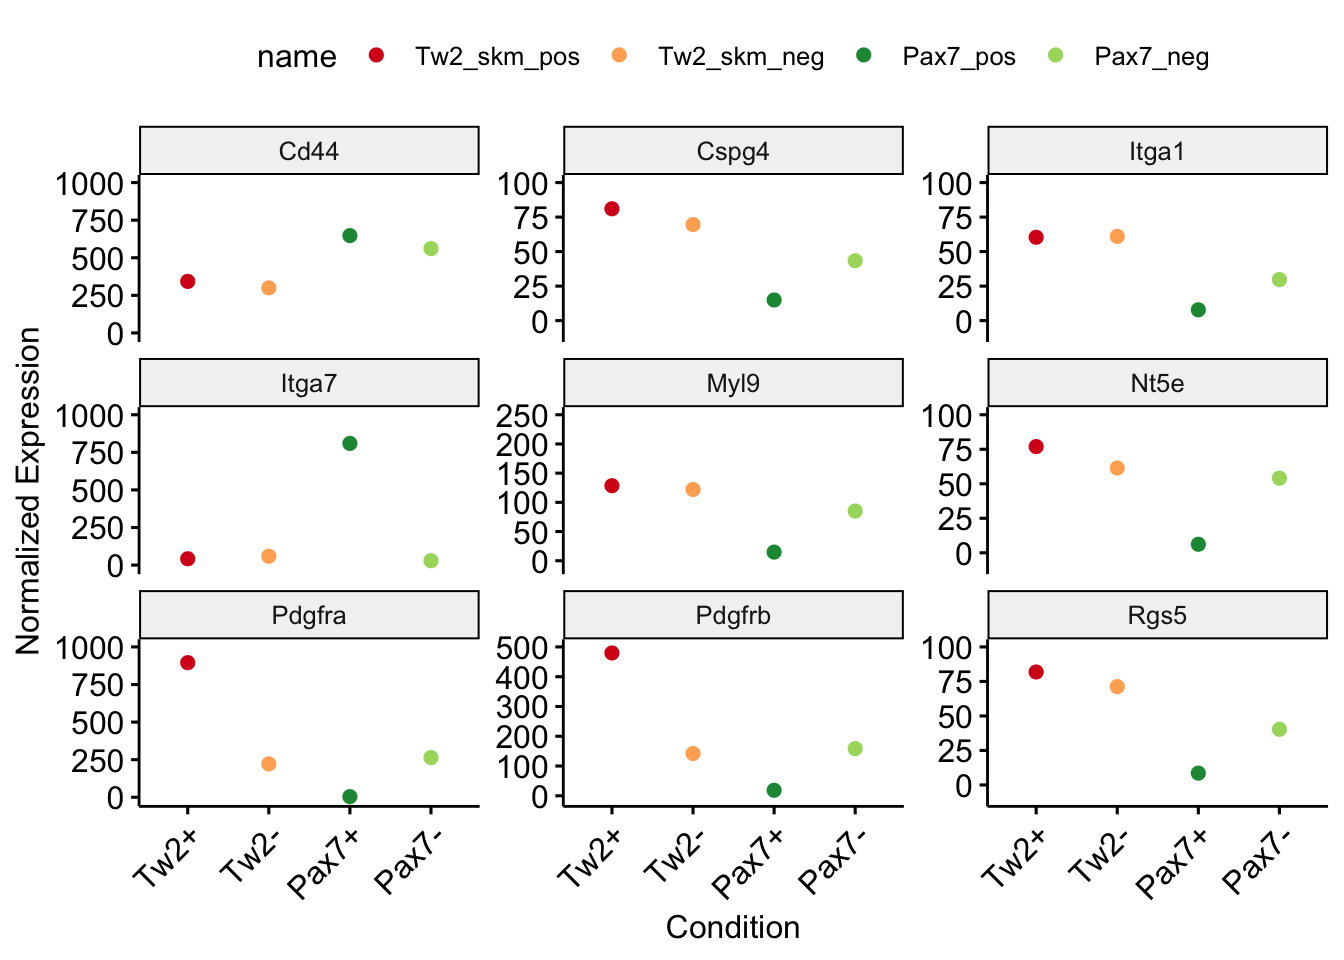 name Tw2_skm_pos Tw2_skm_neg Pax7_pos Pax7_neg
Cd44 Cspg4 Itga1
1000 100 100
750 75 75
500 50 50
250 25 25
0 0 0
Itga7 Myl9 Nt5e
1000 250 100
750 200 75
500 150 50
250 100 25
0 50 0
0
Pdgfra Pdgfrb Rgs5
1000 500 100
750 400 75
500 300 50
250 200 25
0 100 0
0
Tw2+ Tw2- Pax7+ Pax7- Tw2+ Tw2- Pax7+ Pax7- Tw2+ Tw2- Pax7+ Pax7-
Condition
Normalized Expression